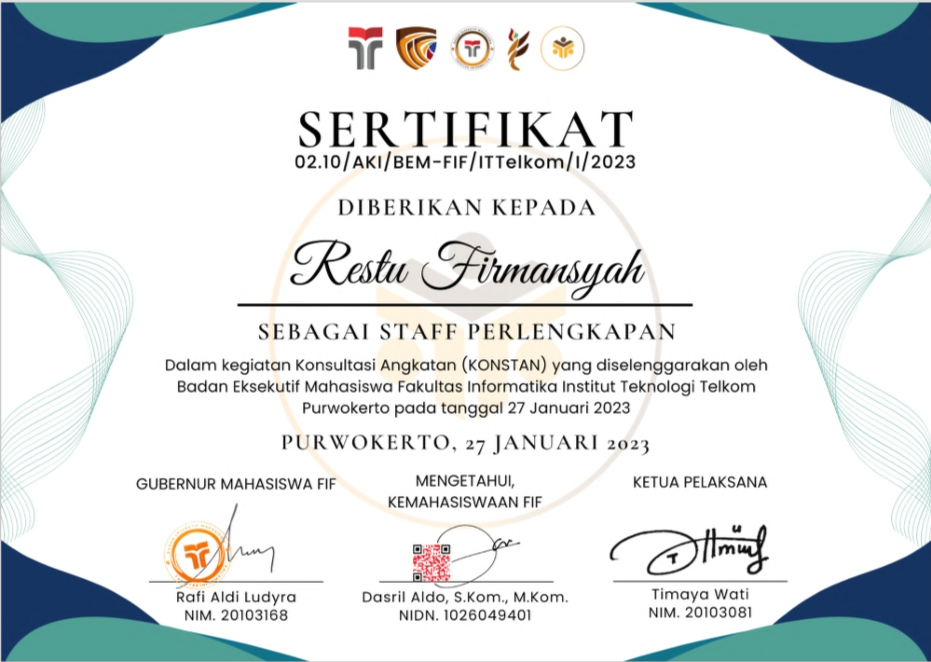 SERTIFIKAT
02.10/AKI/BEM-FIF/ITTelkom/I/2023
DIBERIKAN KEPADA
Restu Firmansyah
SEBAGAI STAFF PERLENGKAPAN
Dalam kegiatan Konsultasi Angkatan (KONSTAN) yang diselenggarakan oleh
Badan Eksekutif Mahasiswa Fakultas Informatika Institut Teknologi Telkom
Purwokerto pada tanggal 27 Januari 2023
PURWOKERTO, 27 JANUARI 2023
GUBERNUR MAHASISWA FIF
Rafi Aldi Ludyra
NIM. 20103168
MENGETAHUI,
KEMAHASISWAAN FIF
Dasril Aldo, S.Kom., M.Kom.
NIDN. 1026049401
KETUA PELAKSANA
Timaya Wati
NIM. 20103081